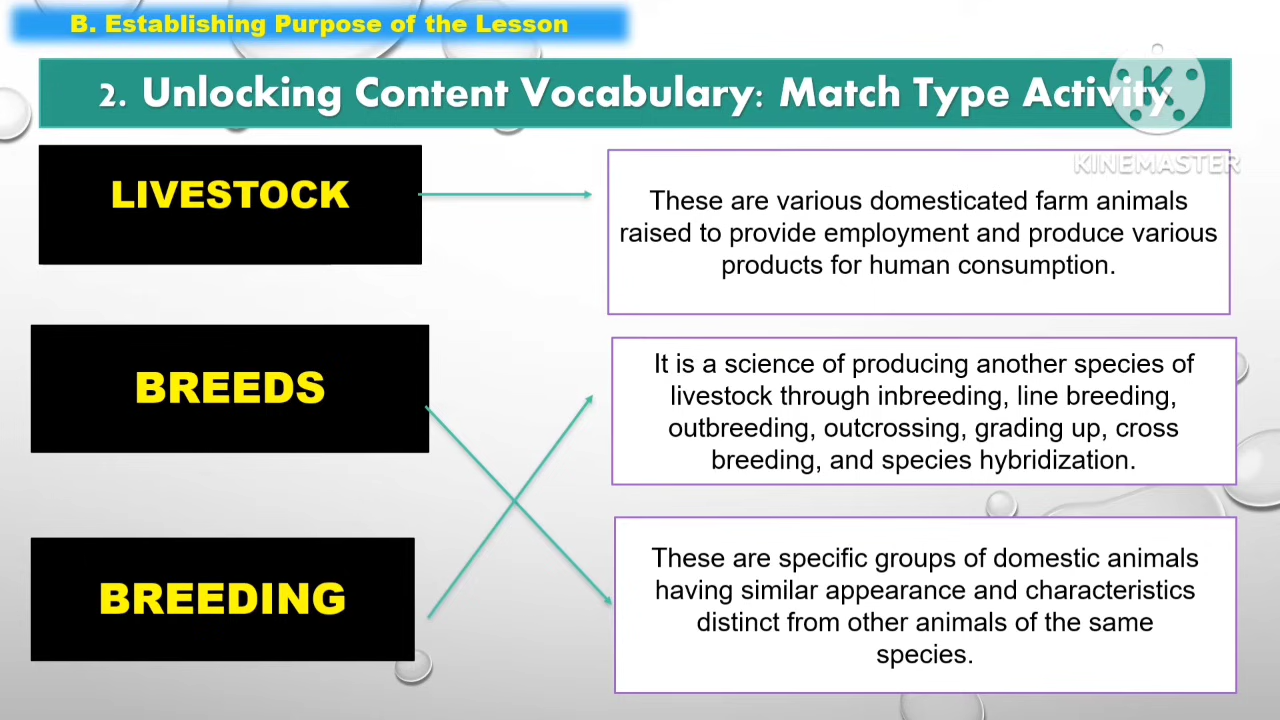 B. Establishing Purpose of the Lesson
2. Unlocking Content Vocabulary: Match Type Activity
KINEMASTER
LIVESTOCK
These are various domesticated farm animals
raised to provide employment and produce various
products for human consumption.
BREEDS
It is a science of producing another species of
livestock through inbreeding, line breeding,
outbreeding, outcrossing, grading up, cross
breeding, and species hybridization.
BREEDING
These are specific groups of domestic animals
having similar appearance and characteristics
distinct from other animals of the same
species.